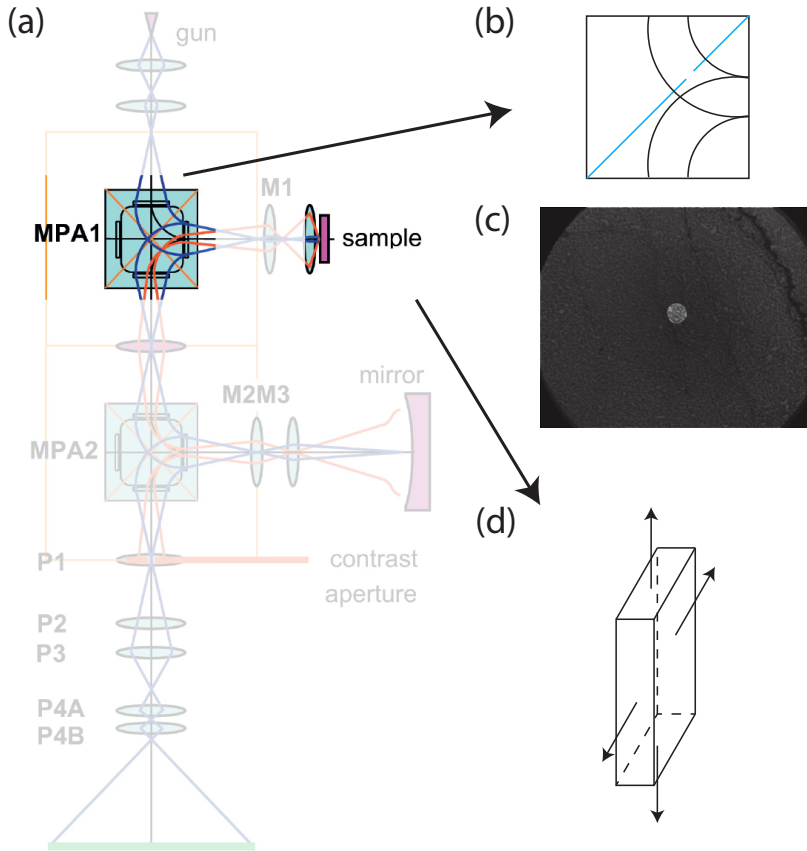 (a)
gun
MPA1
M1
sample
M2M3
mirror
MPA2
P1
contrast
aperture
P2
P3
P4A
P4B
(b)
(c)
(d)